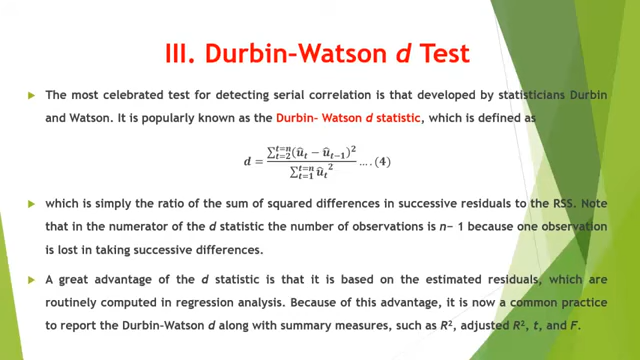 III. Durbin–Watson d Test
The most celebrated test for detecting serial correlation is that developed by statisticians Durbin
and Watson. It is popularly known as the Durbin– Watson d statistic, which is defined as
d = ∑ₜ₌₂ᵗ⁼ⁿ(ûₜ − ûₜ₋₁)² / ∑ₜ₌₁ᵗ⁼ⁿ ûₜ² .... (4)
which is simply the ratio of the sum of squared differences in successive residuals to the RSS. Note
that in the numerator of the d statistic the number of observations is n− 1 because one observation
is lost in taking successive differences.
A great advantage of the d statistic is that it is based on the estimated residuals, which are
routinely computed in regression analysis. Because of this advantage, it is now a common practice
to report the Durbin–Watson d along with summary measures, such as R², adjusted R², t, and F.